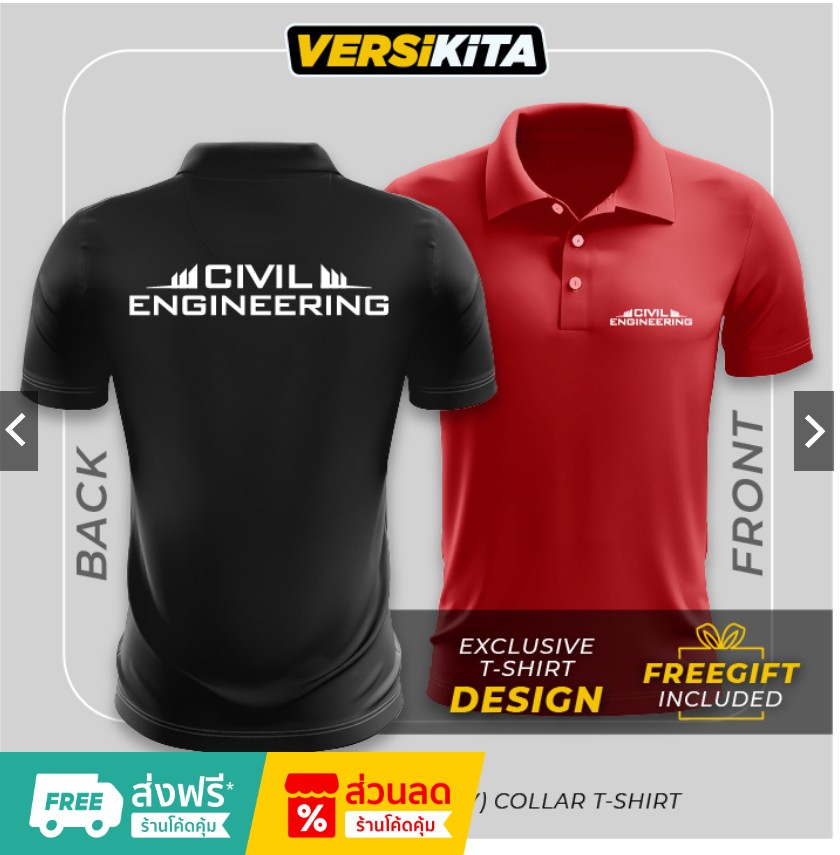 VERSiKiTA
CIVIL
ENGINEERING
CIVIL
ENGINEERING
BACK
FRONT
EXCLUSIVE
T-SHIRT
DESIGN
FREEGIFT
INCLUDED
FREE
ส่งฟรี*
ร้านโค้ดคุ้ม
%
ส่วนลด
ร้านโค้ดคุ้ม
) COLLAR T-SHIRT